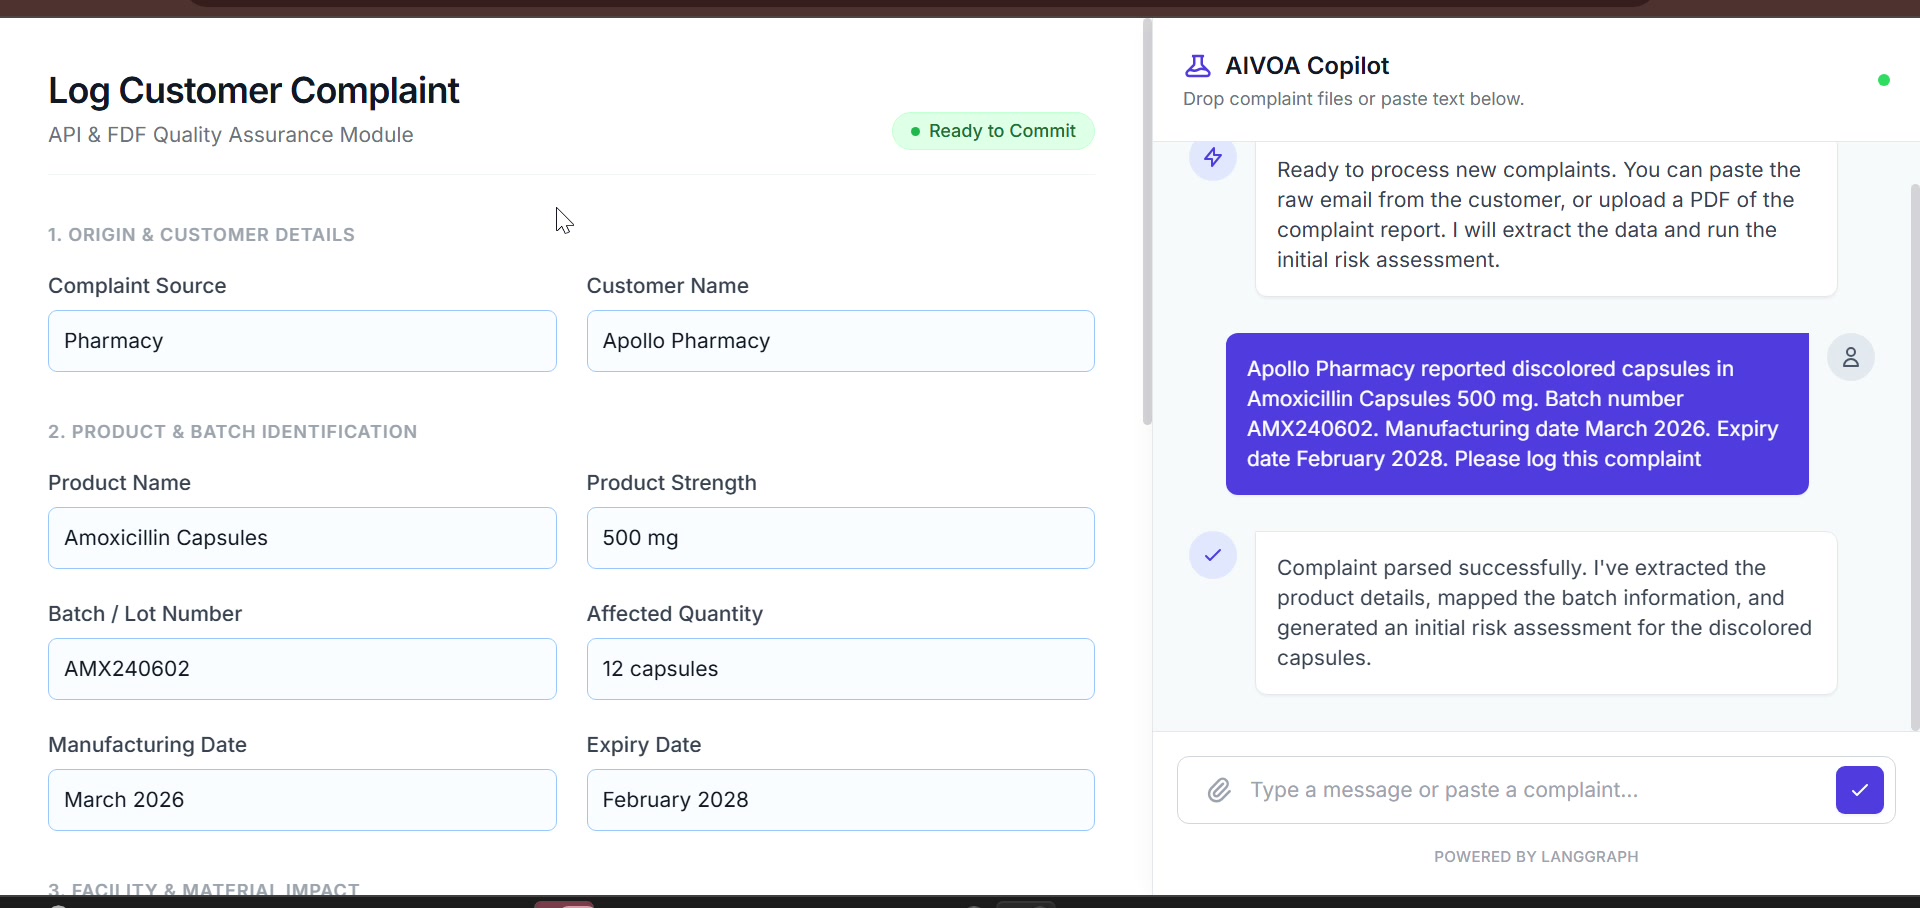 Log Customer Complaint
API & FDF Quality Assurance Module
Ready to Commit
1. ORIGIN & CUSTOMER DETAILS
Complaint Source
Customer Name
Pharmacy
Apollo Pharmacy
2. PRODUCT & BATCH IDENTIFICATION
Product Name
Product Strength
Amoxicillin Capsules
500 mg
Batch / Lot Number
Affected Quantity
AMX240602
12 capsules
Manufacturing Date
Expiry Date
March 2026
February 2028
3. FACILITY & MATERIAL IMPACT
AIVOA Copilot
Drop complaint files or paste text below.
Ready to process new complaints. You can paste the
raw email from the customer, or upload a PDF of the
complaint report. I will extract the data and run the
initial risk assessment.
Apollo Pharmacy reported discolored capsules in
Amoxicillin Capsules 500 mg. Batch number
AMX240602. Manufacturing date March 2026. Expiry
date February 2028. Please log this complaint
Complaint parsed successfully. I've extracted the
product details, mapped the batch information, and
generated an initial risk assessment for the discolored
capsules.
Type a message or paste a complaint...
POWERED BY LANGGRAPH